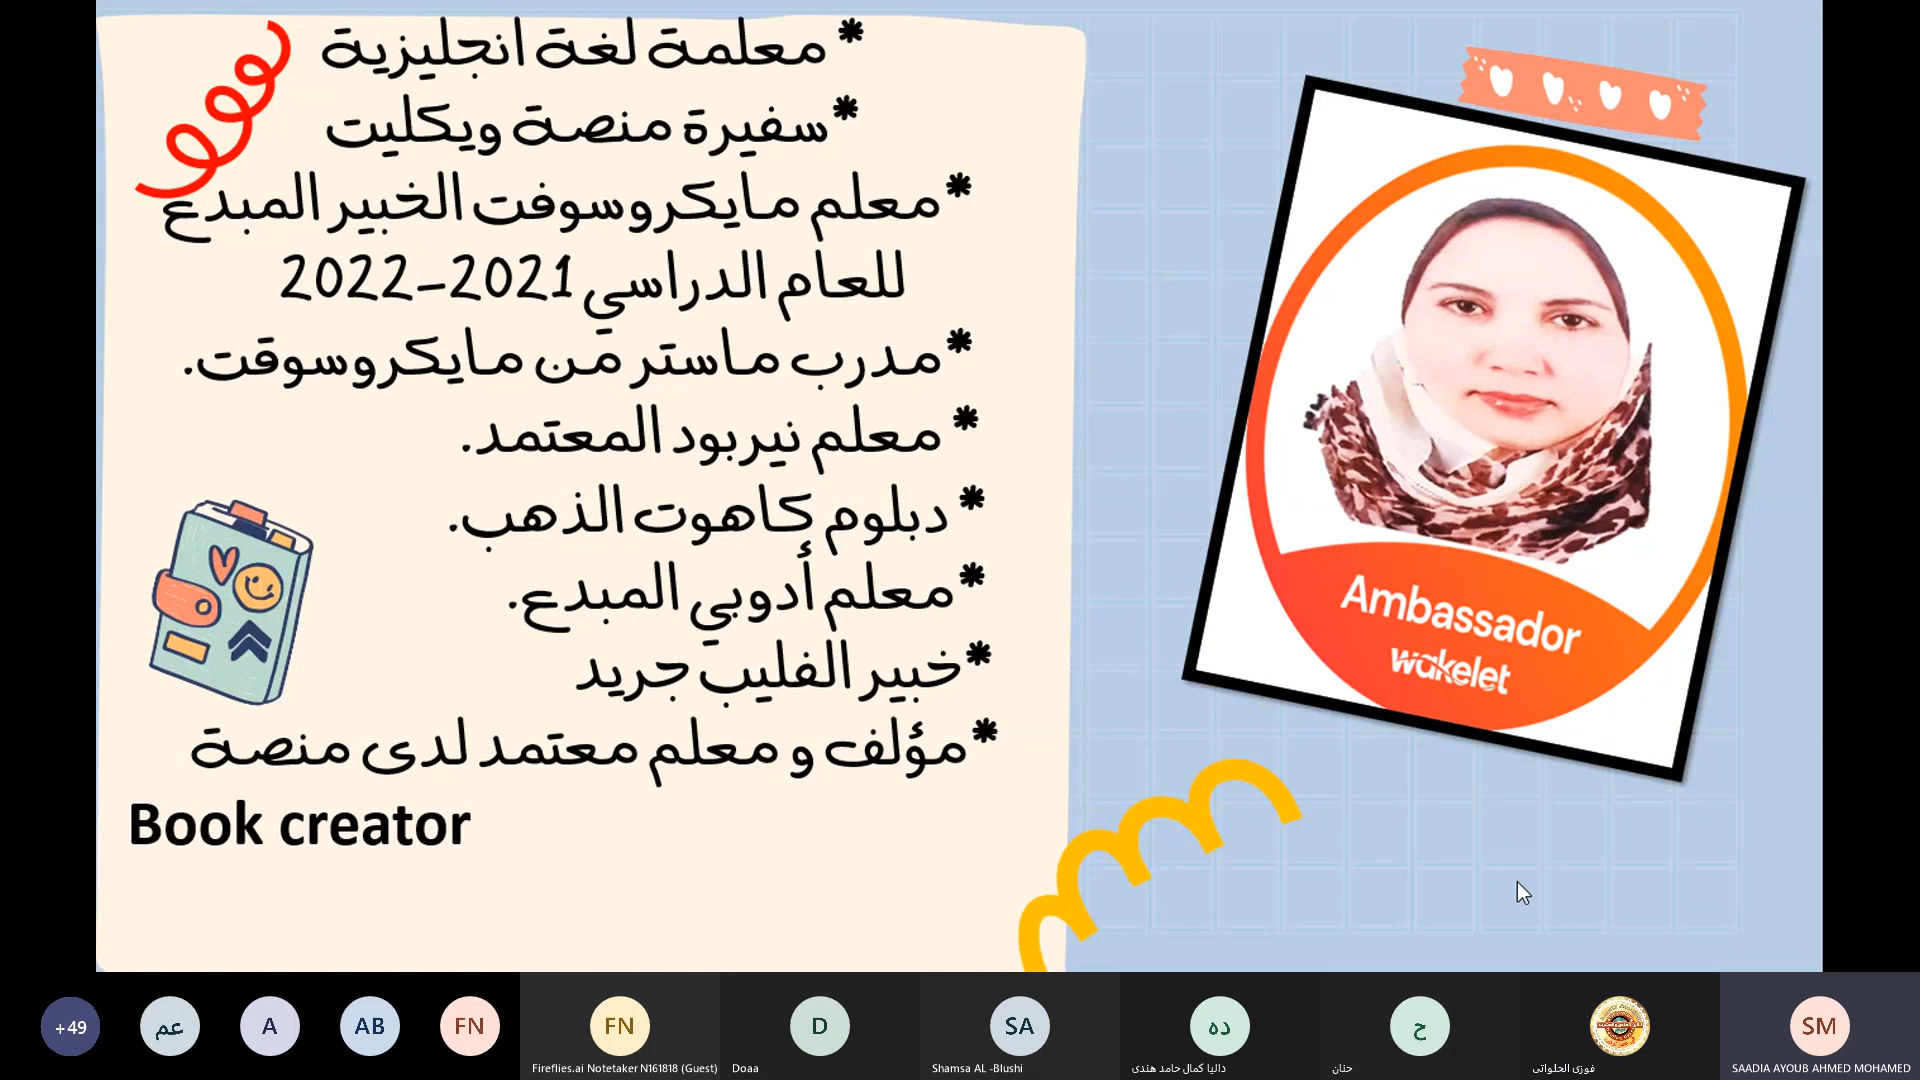 * معلمة لغة انجليزية
*سفيرة منصة ويكليت
*معلم مايكروسوفت الخبير المبدع
للعام الدراسي 2021-2022
*مدرب ماستر من مايكروسوقت.
* معلم نيربود المعتمد.
* دبلوم كاهوت الذهب.
*معلم أدوبي المبدع.
*خبير الفليب جريد
*مؤلف و معلم معتمد لدى منصة
Book creator
Ambassador
wakelet
+49
عم
A
AB
FN
FN
D
SA
ده
ح
SM
Fireflies.ai Notetaker N161818 (Guest)
Doaa
Shamsa AL -Blushi
داليا كمال حامد هندى
حنان
فوزى الحلوانى
SAADIA AYOUB AHMED MOHAMED